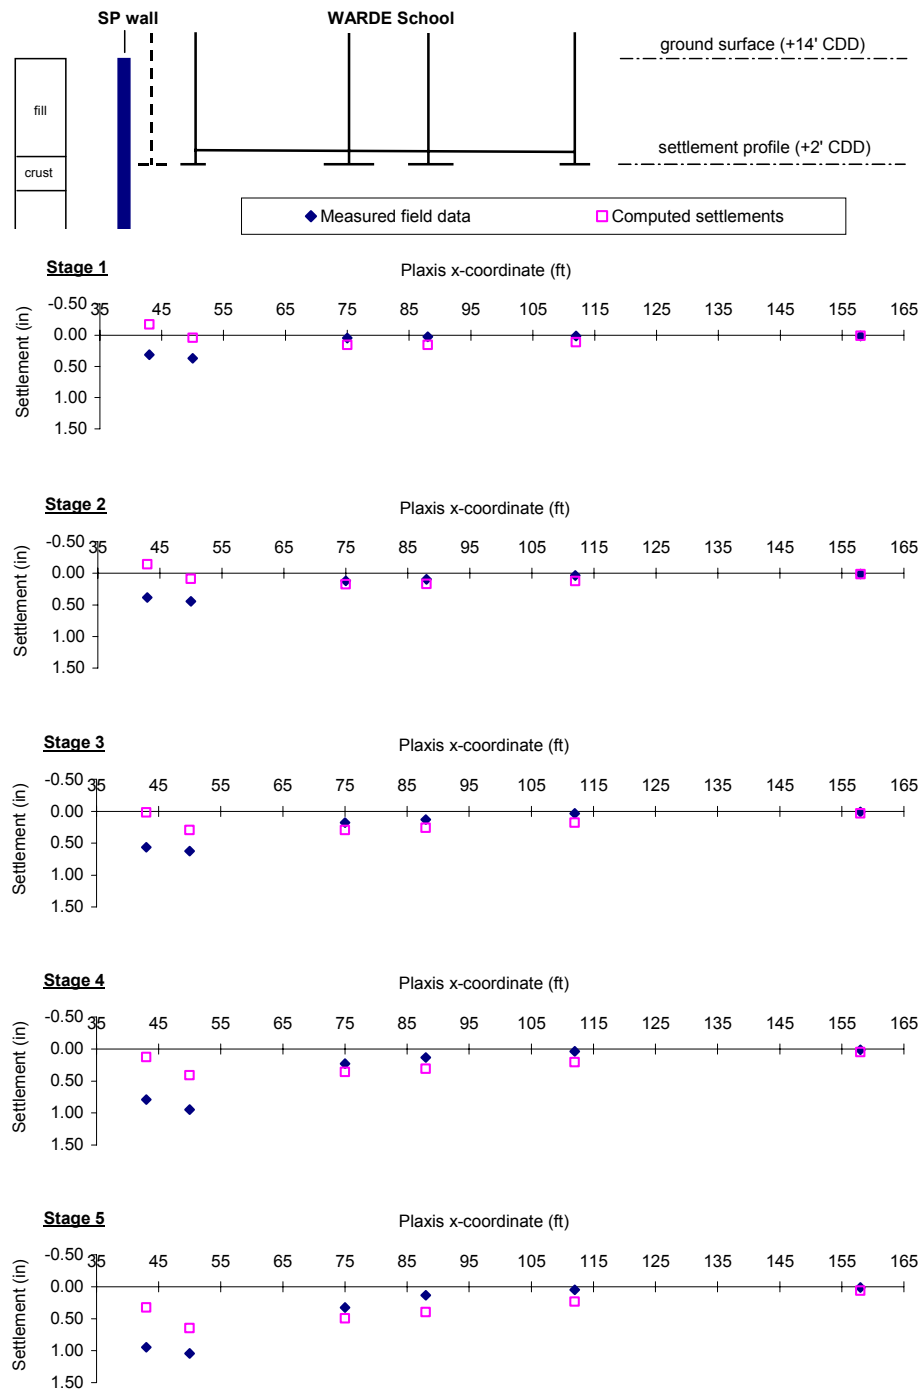 SP wall WARDE School
ground surface (+14' CDD)
fill
settlement profile (+2' CDD)
crust
Measured field data Computed settlements
Stage 1
Plaxis x-coordinate (ft)
Settlement (in)
-0.50
35 45 55 65 75 85 95 105 115 125 135 145 155 165
0.00
0.50
1.00
1.50
Stage 2
Plaxis x-coordinate (ft)
Settlement (in)
-0.50
35 45 55 65 75 85 95 105 115 125 135 145 155 165
0.00
0.50
1.00
1.50
Stage 3
Plaxis x-coordinate (ft)
Settlement (in)
-0.50
35 45 55 65 75 85 95 105 115 125 135 145 155 165
0.00
0.50
1.00
1.50
Stage 4
Plaxis x-coordinate (ft)
Settlement (in)
-0.50
35 45 55 65 75 85 95 105 115 125 135 145 155 165
0.00
0.50
1.00
1.50
Stage 5
Plaxis x-coordinate (ft)
Settlement (in)
-0.50
35 45 55 65 75 85 95 105 115 125 135 145 155 165
0.00
0.50
1.00
1.50